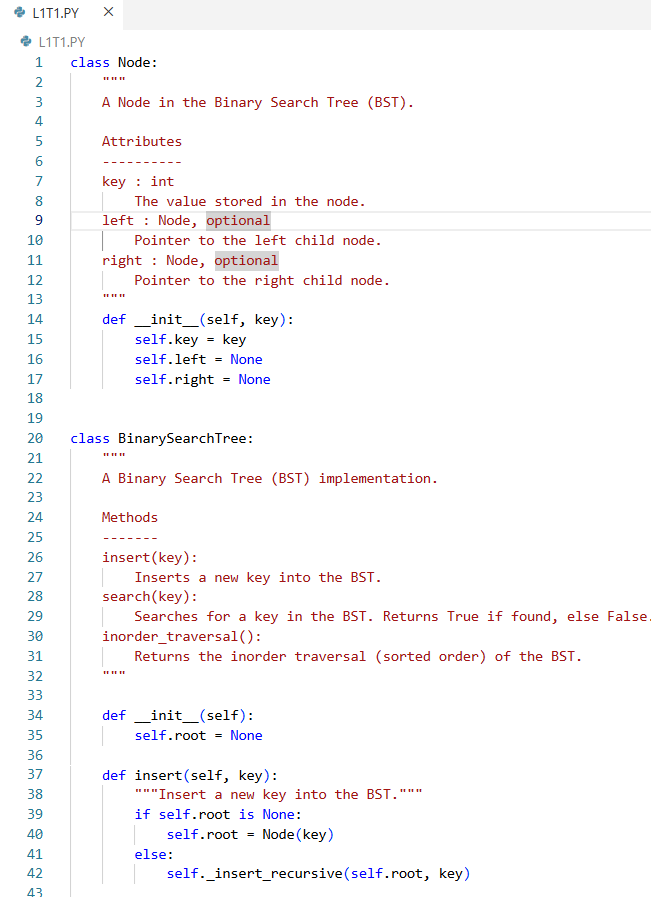 L1T1.PY ×
L1T1.PY
1 class Node:
2     """
3     A Node in the Binary Search Tree (BST).
4
5     Attributes
6     ----------
7     key : int
8         The value stored in the node.
9     left : Node, optional
10         Pointer to the left child node.
11     right : Node, optional
12         Pointer to the right child node.
13     """
14     def __init__(self, key):
15         self.key = key
16         self.left = None
17         self.right = None
18
19
20 class BinarySearchTree:
21     """
22     A Binary Search Tree (BST) implementation.
23
24     Methods
25     -------
26     insert(key):
27         Inserts a new key into the BST.
28     search(key):
29         Searches for a key in the BST. Returns True if found, else False.
30     inorder_traversal():
31         Returns the inorder traversal (sorted order) of the BST.
32     """
33
34     def __init__(self):
35         self.root = None
36
37     def insert(self, key):
38         """Insert a new key into the BST."""
39         if self.root is None:
40             self.root = Node(key)
41         else:
42             self._insert_recursive(self.root, key)
43